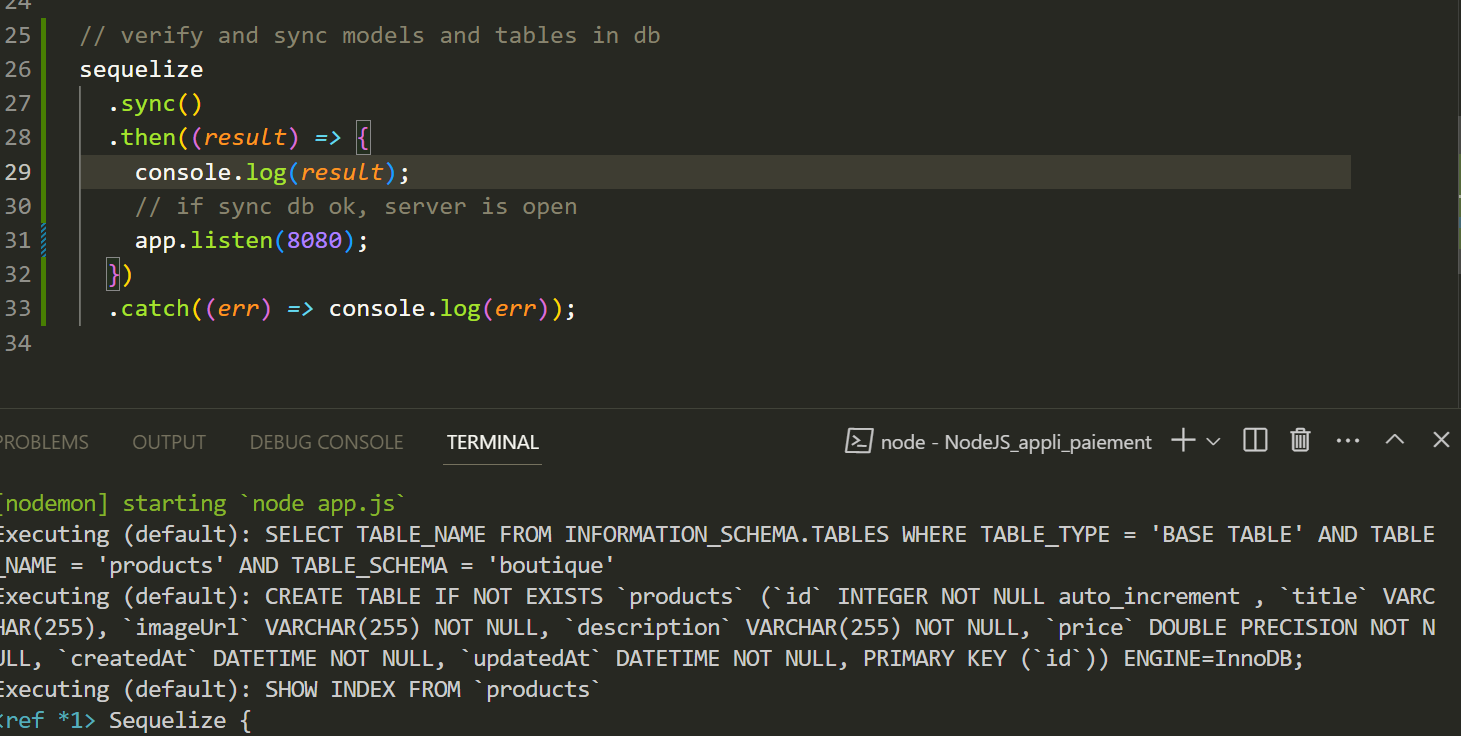 24
25 // verify and sync models and tables in db
26 sequelize
27 .sync()
28 .then((result) => {
29 console.log(result);
30 // if sync db ok, server is open
31 app.listen(8080);
32 })
33 .catch((err) => console.log(err));
34
PROBLEMS OUTPUT DEBUG CONSOLE TERMINAL node - NodeJS_appli_paiement
[nodemon] starting `node app.js`
Executing (default): SELECT TABLE_NAME FROM INFORMATION_SCHEMA.TABLES WHERE TABLE_TYPE = 'BASE TABLE' AND TABLE
_NAME = 'products' AND TABLE_SCHEMA = 'boutique'
Executing (default): CREATE TABLE IF NOT EXISTS `products` (`id` INTEGER NOT NULL auto_increment , `title` VARC
HAR(255), `imageUrl` VARCHAR(255) NOT NULL, `description` VARCHAR(255) NOT NULL, `price` DOUBLE PRECISION NOT N
ULL, `createdAt` DATETIME NOT NULL, `updatedAt` DATETIME NOT NULL, PRIMARY KEY (`id`)) ENGINE=InnoDB;
Executing (default): SHOW INDEX FROM `products`
<ref *1> Sequelize {